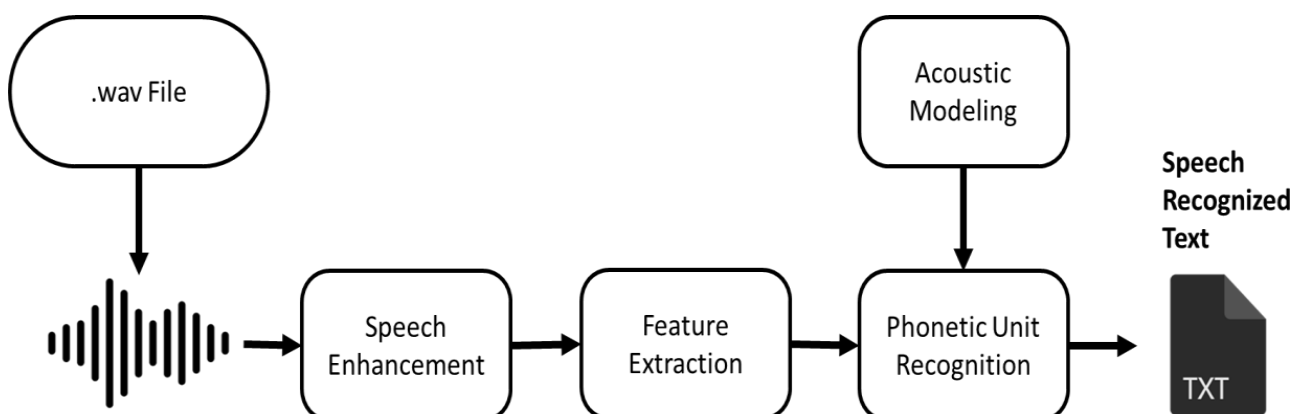 .wav File
Acoustic
Modeling
Speech
Recognized
Text
Speech
Enhancement
Feature
Extraction
Phonetic Unit
Recognition
TXT